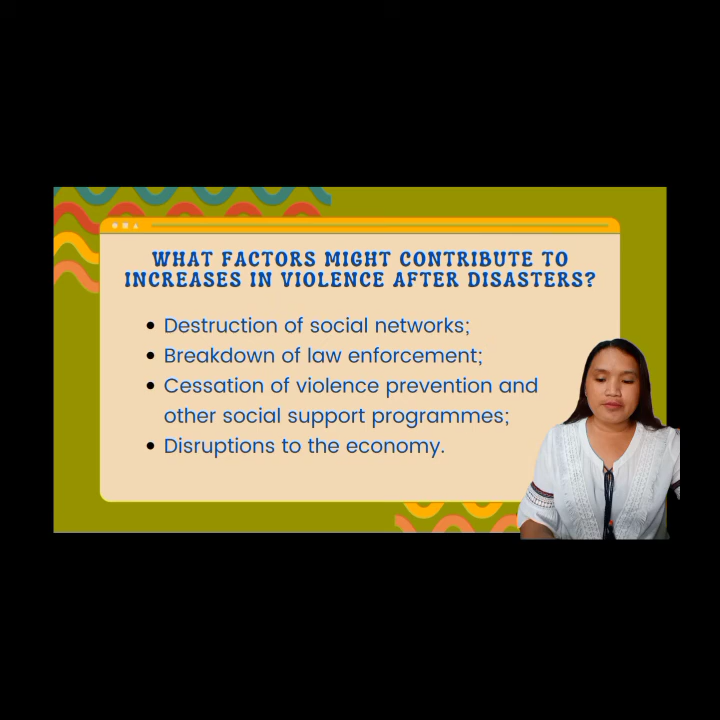 WHAT FACTORS MIGHT CONTRIBUTE TO
INCREASES IN VIOLENCE AFTER DISASTERS?
• Destruction of social networks;
• Breakdown of law enforcement;
• Cessation of violence prevention and
other social support programmes;
• Disruptions to the economy.